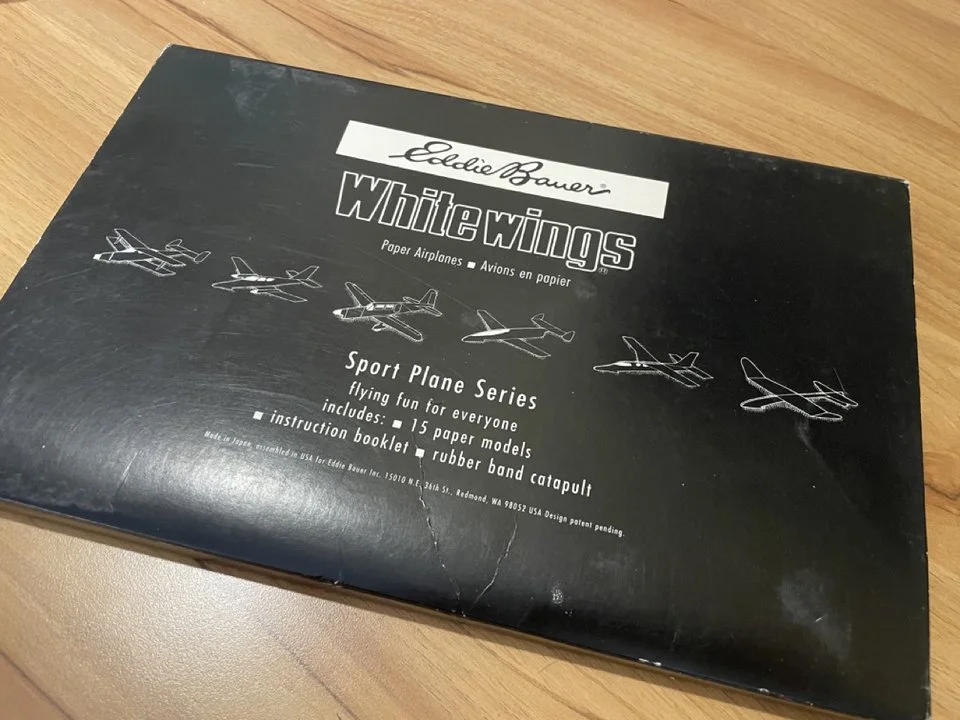 Eddie Bauer®
Whitewings®
Paper Airplanes ■ Avions en papier
Sport Plane Series
flying fun for everyone
includes: ■ 15 paper models
■ instruction booklet ■ rubber band catapult
Made in Japan, assembled in USA for Eddie Bauer Inc. 15010 N.E. 36th St., Redmond, WA 98052 USA Design patent pending.